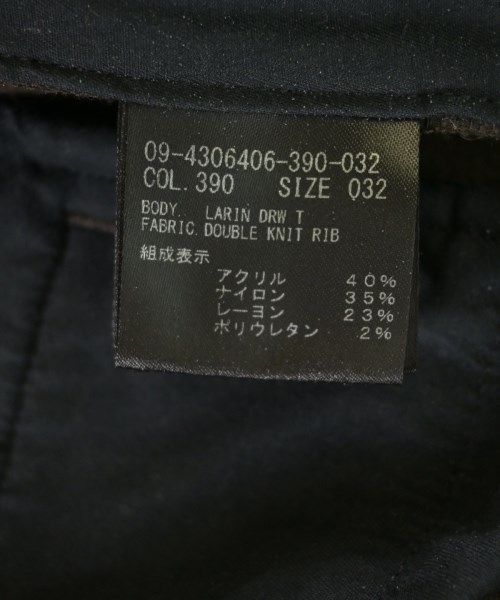 09-4306406-390-032
COL.390 SIZE 032
BODY. LARIN DRW T
FABRIC.DOUBLE KNIT RIB
組成表示
アクリル 40%
ナイロン 35%
レーヨン 23%
ポリウレタン 2%